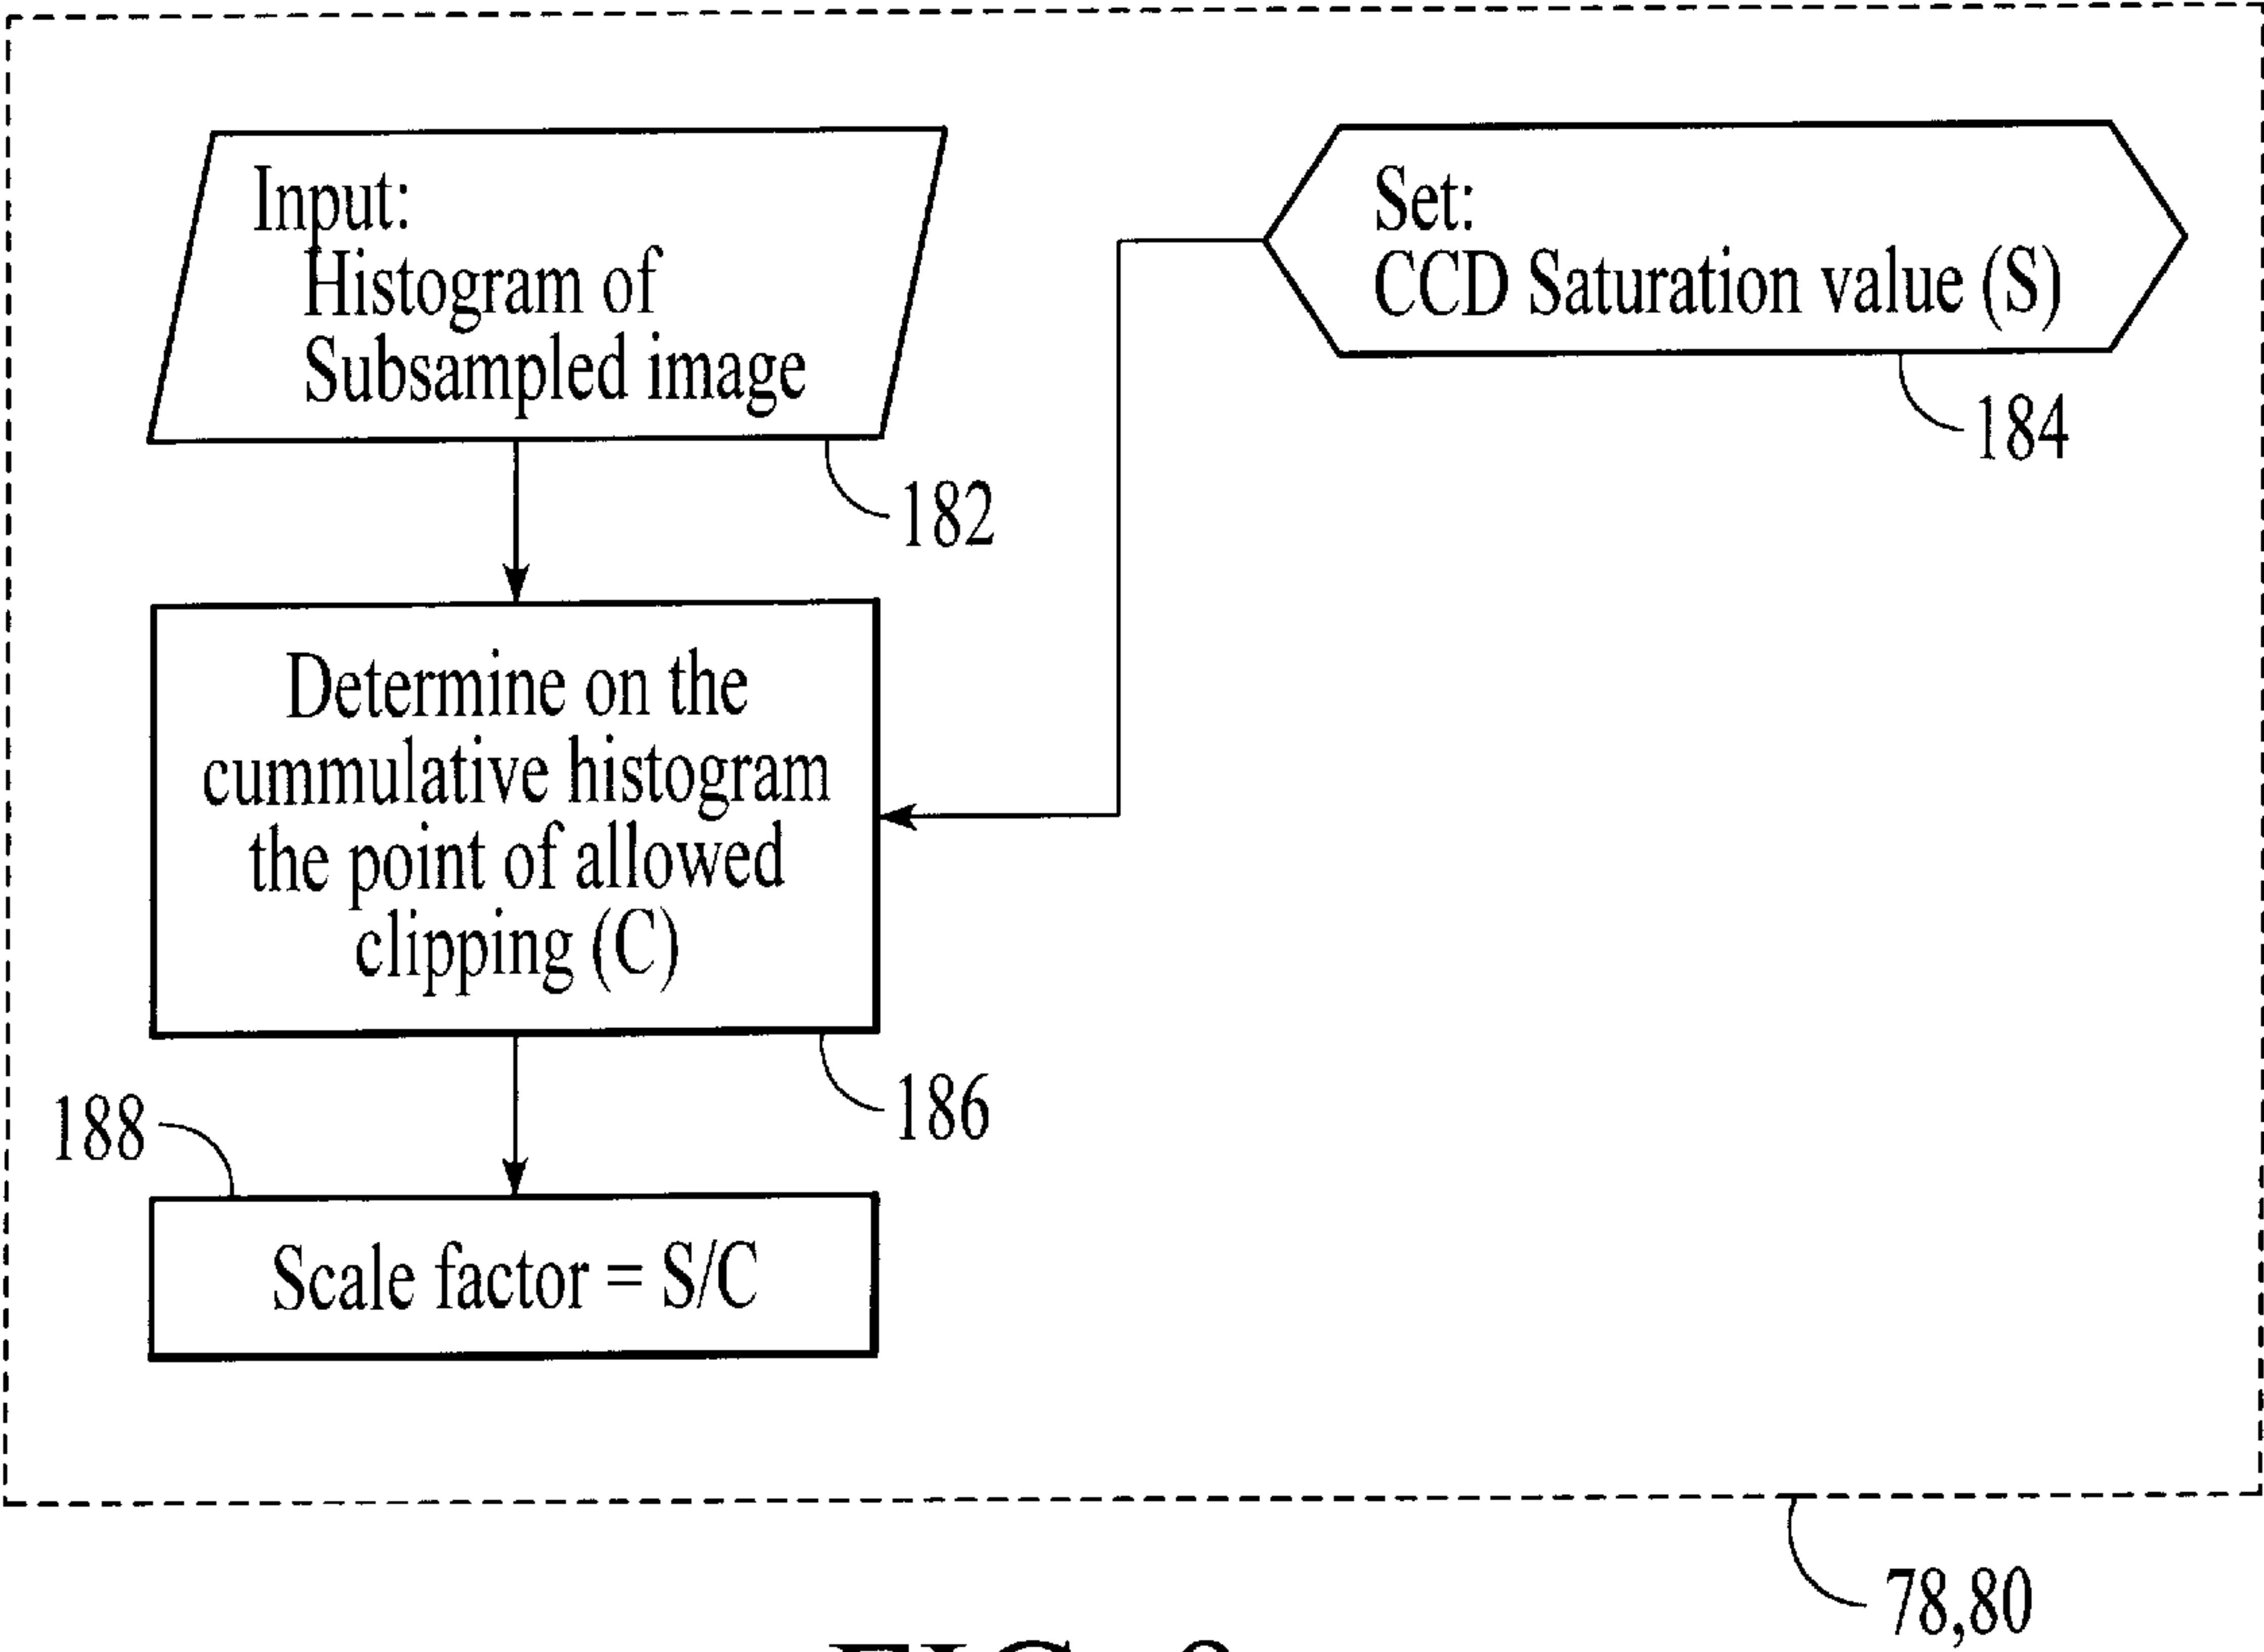 Input:
Histogram of
Subsampled image
182
Set:
CCD Saturation value (S)
184
Determine on the
cummulative histogram
the point of allowed
clipping (C)
186
188
Scale factor = S/C
78,80